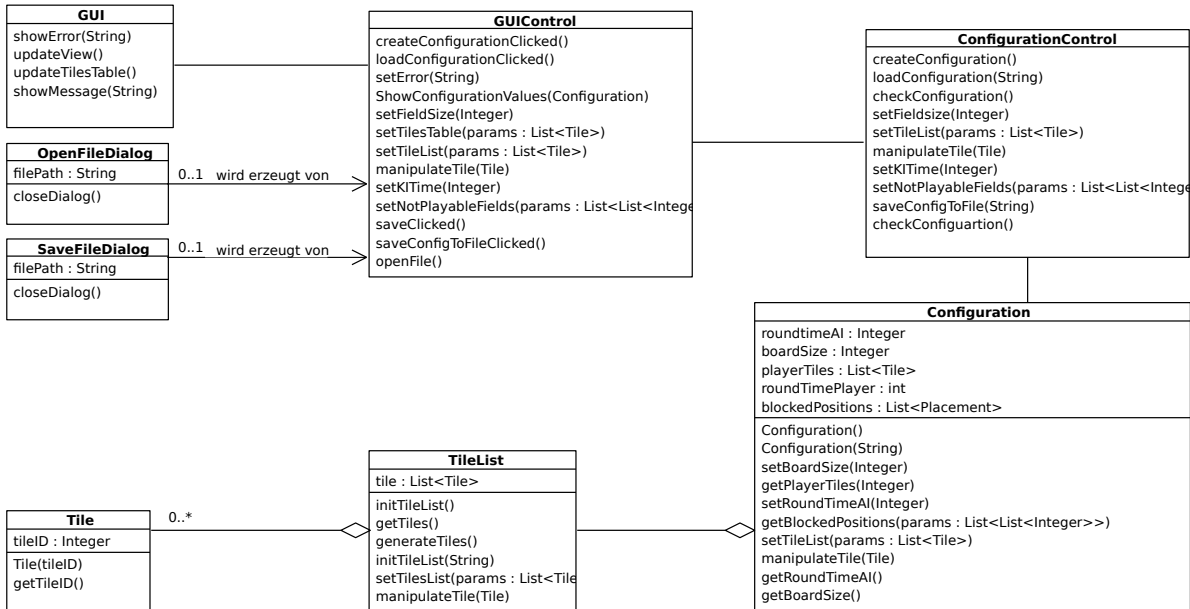 GUI
showError(String)
updateView()
updateTilesTable()
showMessage(String)
OpenFileDialog
filePath : String
closeDialog()
0..1 wird erzeugt von
SaveFileDialog
filePath : String
closeDialog()
0..1 wird erzeugt von
GUIControl
createConfigurationClicked()
loadConfigurationClicked()
setError(String)
ShowConfigurationValues(Configuration)
setFieldSize(Integer)
setTilesTable(params : List<Tile>)
setTileList(params : List<Tile>)
manipulateTile(Tile)
setKITime(Integer)
setNotPlayableFields(params : List<List<Intege
saveClicked()
saveConfigToFileClicked()
openFile()
ConfigurationControl
createConfiguration()
loadConfiguration(String)
checkConfiguration()
setFieldsize(Integer)
setTileList(params : List<Tile>)
manipulateTile(Tile)
setKITime(Integer)
setNotPlayableFields(params : List<List<Intege
saveConfigToFile(String)
checkConfiguartion()
Configuration
roundtimeAI : Integer
boardSize : Integer
playerTiles : List<Tile>
roundTimePlayer : int
blockedPositions : List<Placement>
Configuration()
Configuration(String)
setBoardSize(Integer)
getPlayerTiles(Integer)
setRoundTimeAI(Integer)
getBlockedPositions(params : List<List<Integer>>)
setTileList(params : List<Tile>)
manipulateTile(Tile)
getRoundTimeAI()
getBoardSize()
TileList
tile : List<Tile>
initTileList()
getTiles()
generateTiles()
initTileList(String)
setTilesList(params : List<Tile
manipulateTile(Tile)
Tile
tileID : Integer
Tile(tileID)
getTileID()
0..*